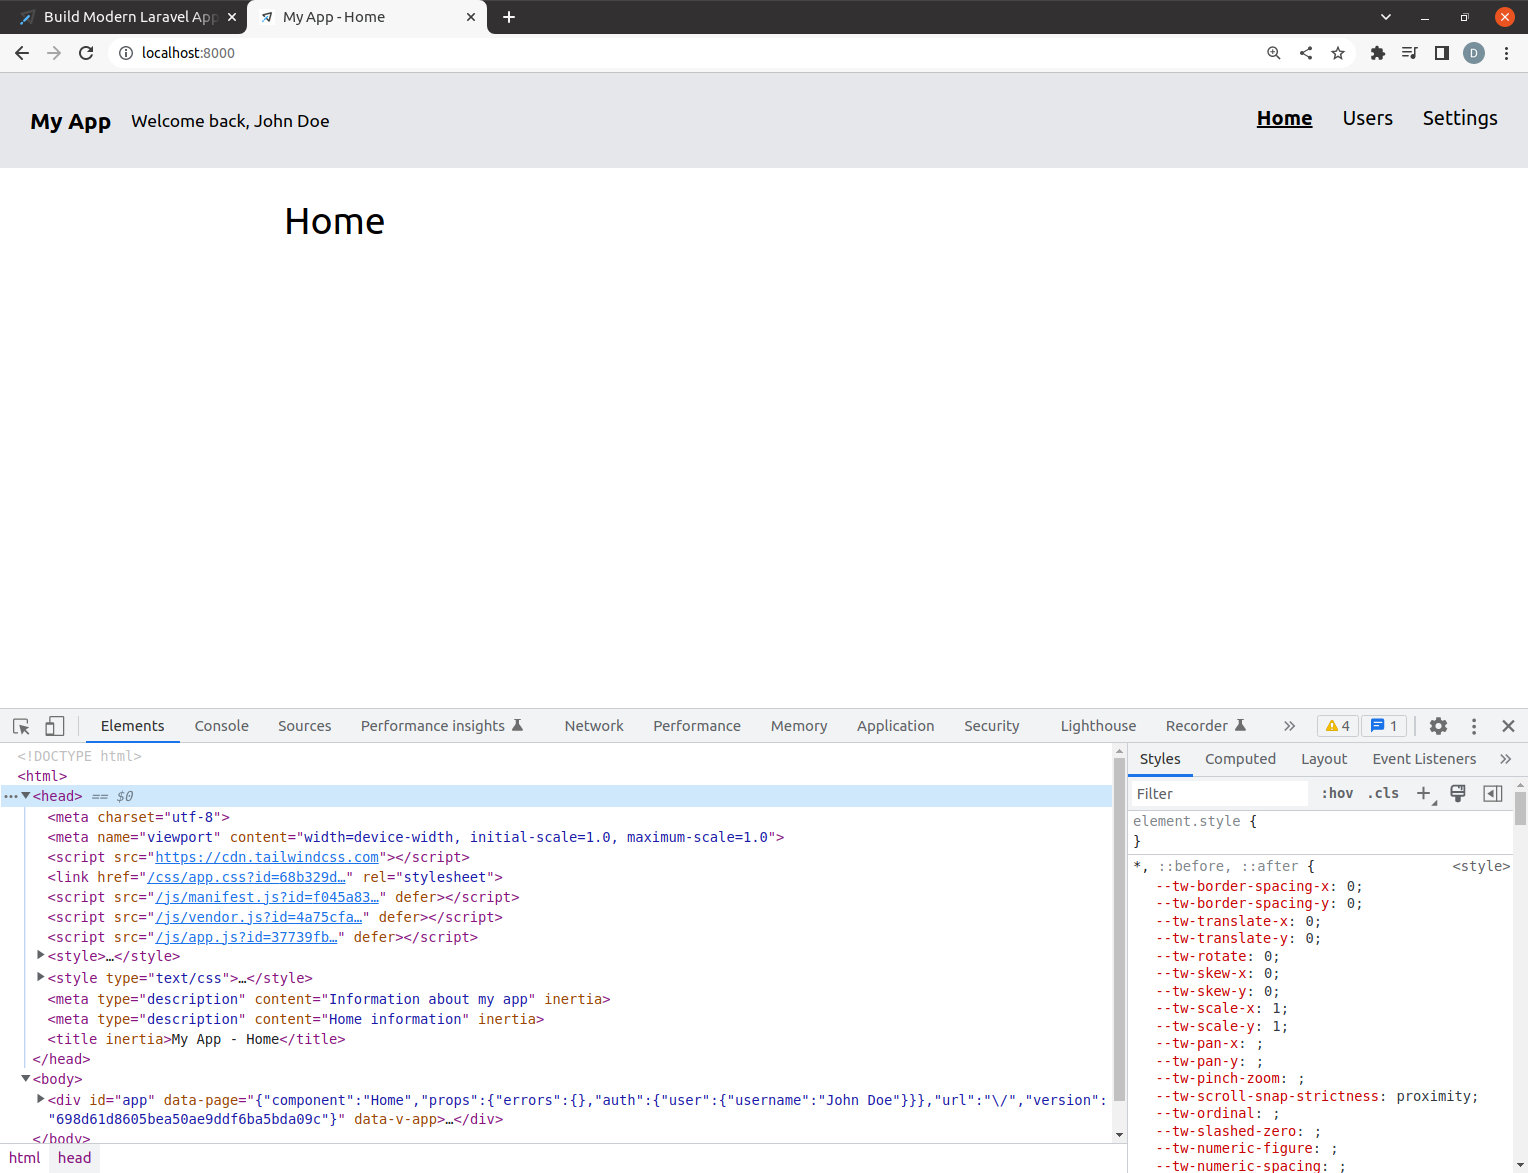 Build Modern Laravel App
My App - Home
localhost:8000
D
My App Welcome back, John Doe Home Users Settings
Home
Elements Console Sources Performance insights Network Performance Memory Application Security Lighthouse Recorder » 4 1
<!DOCTYPE html>
<html>
••• ▼<head> == $0
<meta charset="utf-8">
<meta name="viewport" content="width=device-width, initial-scale=1.0, maximum-scale=1.0">
<script src="https://cdn.tailwindcss.com"></script>
<link href="/css/app.css?id=68b329d…" rel="stylesheet">
<script src="/js/manifest.js?id=f045a83…" defer></script>
<script src="/js/vendor.js?id=4a75cfa…" defer></script>
<script src="/js/app.js?id=37739fb…" defer></script>
▶<style>…</style>
▶<style type="text/css">…</style>
<meta type="description" content="Information about my app" inertia>
<meta type="description" content="Home information" inertia>
<title inertia>My App - Home</title>
</head>
▼<body>
▶<div id="app" data-page="{"component":"Home","props":{"errors":{},"auth":{"user":{"username":"John Doe"}}},"url":"\/","version":
"698d61d8605bea50ae9ddf6ba5bda09c"}" data-v-app>…</div>
</body>
html head
Styles Computed Layout Event Listeners »
Filter :hov .cls +
element.style {
}
*, ::before, ::after { <style>
--tw-border-spacing-x: 0;
--tw-border-spacing-y: 0;
--tw-translate-x: 0;
--tw-translate-y: 0;
--tw-rotate: 0;
--tw-skew-x: 0;
--tw-skew-y: 0;
--tw-scale-x: 1;
--tw-scale-y: 1;
--tw-pan-x: ;
--tw-pan-y: ;
--tw-pinch-zoom: ;
--tw-scroll-snap-strictness: proximity;
--tw-ordinal: ;
--tw-slashed-zero: ;
--tw-numeric-figure: ;
--tw-numeric-spacing: ;